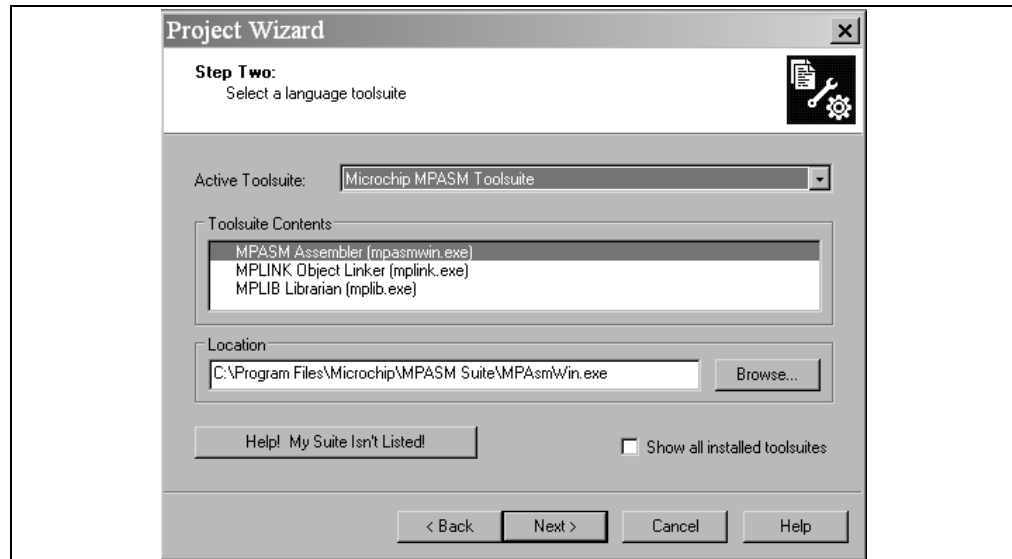 Project Wizard
Step Two:
Select a language toolsuite
Active Toolsuite: Microchip MPASM Toolsuite
Toolsuite Contents
MPASM Assembler (mpasmwin.exe)
MPLINK Object Linker (mplink.exe)
MPLIB Librarian (mplib.exe)
Location
C:\Program Files\Microchip\MPASM Suite\MPAsmWin.exe Browse...
Help! My Suite Isn't Listed! Show all installed toolsuites
< Back Next > Cancel Help